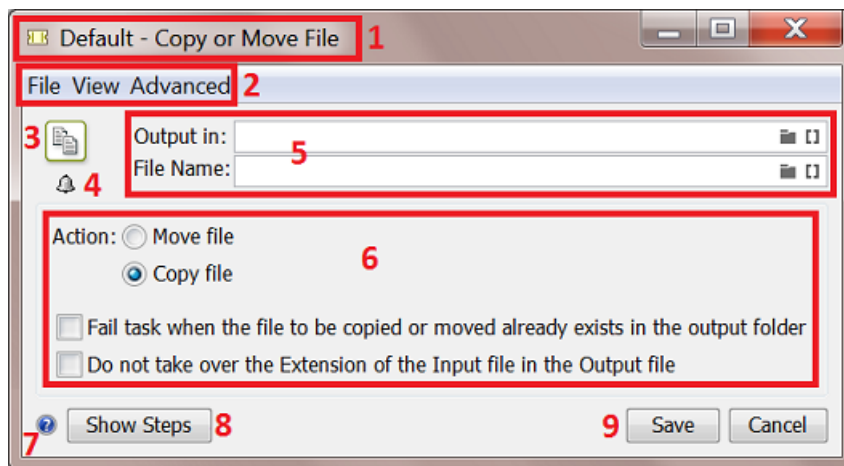 Default - Copy or Move File 1
File View Advanced 2
3 Output in: 5
4 File Name:
Action: Move file
6
Copy file
Fail task when the file to be copied or moved already exists in the output folder
Do not take over the Extension of the Input file in the Output file
7 ? Show Steps 8 9 Save Cancel